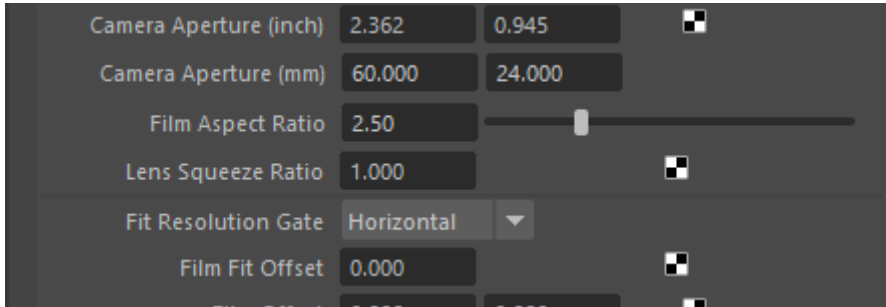 Camera Aperture (inch) 2.362 0.945
Camera Aperture (mm) 60.000 24.000
Film Aspect Ratio 2.50
Lens Squeeze Ratio 1.000
Fit Resolution Gate Horizontal
Film Fit Offset 0.000